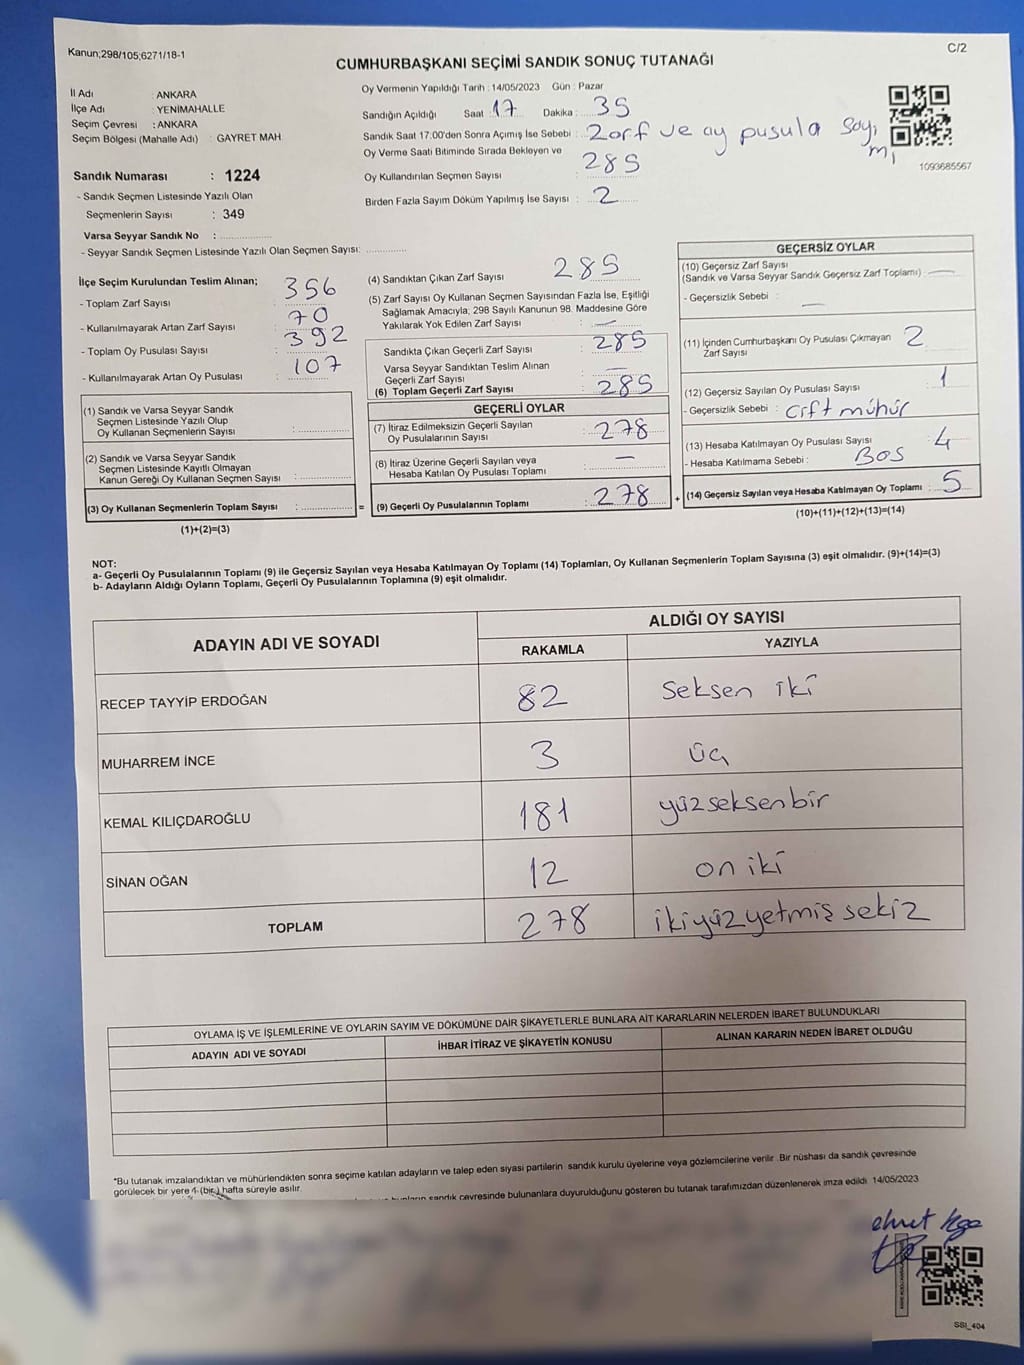 Kanun;298/105;6271/18-1
C/2
CUMHURBAŞKANI SEÇİMİ SANDIK SONUÇ TUTANAĞI
İl Adı : ANKARA
İlçe Adı : YENİMAHALLE
Seçim Çevresi : ANKARA
Seçim Bölgesi (Mahalle Adı) : GAYRET MAH.
Sandık Numarası : 1224
- Sandık Seçmen Listesinde Yazılı Olan
Seçmenlerin Sayısı : 349
Varsa Seyyar Sandık No :
- Seyyar Sandık Seçmen Listesinde Yazılı Olan Seçmen Sayısı:
Oy Vermenin Yapıldığı Tarih : 14/05/2023 Gün : Pazar
Sandığın Açıldığı Saat : 17 Dakika : 35
Sandık Saat 17:00'den Sonra Açımış İse Sebebi : Zarf ve oy pusula sayı
mı
Oy Verme Saati Bitiminde Sırada Bekleyen ve
Oy Kullandırılan Seçmen Sayısı : 285
Birden Fazla Sayım Döküm Yapılmış İse Sayısı : 2
1093685567
İlçe Seçim Kurulundan Teslim Alınan;
- Toplam Zarf Sayısı : 356
- Kullanılmayarak Artan Zarf Sayısı : 70
- Toplam Oy Pusulası Sayısı : 392
- Kullanılmayarak Artan Oy Pusulası : 107
(1) Sandık ve Varsa Seyyar Sandık
Seçmen Listesinde Yazılı Olup
Oy Kullanan Seçmenlerin Sayısı :
(2) Sandık ve Varsa Seyyar Sandık
Seçmen Listesinde Kayıtlı Olmayan
Kanun Gereği Oy Kullanan Seçmen Sayısı :
(3) Oy Kullanan Seçmenlerin Toplam Sayısı : =
(1)+(2)=(3)
(4) Sandıktan Çıkan Zarf Sayısı : 285
(5) Zarf Sayısı Oy Kullanan Seçmen Sayısından Fazla İse, Eşitliği
Sağlamak Amacıyla; 298 Sayılı Kanunun 98. Maddesine Göre
Yakılarak Yok Edilen Zarf Sayısı : —
Sandıkta Çıkan Geçerli Zarf Sayısı : 285
Varsa Seyyar Sandıktan Teslim Alınan
Geçerli Zarf Sayısı : —
(6) Toplam Geçerli Zarf Sayısı : 285
GEÇERLİ OYLAR
(7) İtiraz Edilmeksizin Geçerli Sayılan
Oy Pusulalarının Sayısı : 278
(8) İtiraz Üzerine Geçerli Sayılan veya
Hesaba Katılan Oy Pusulası Toplamı : —
(9) Geçerli Oy Pusulalarının Toplamı : 278 +
GEÇERSİZ OYLAR
(10) Geçersiz Zarf Sayısı
(Sandık ve Varsa Seyyar Sandık Geçersiz Zarf Toplamı) : —
- Geçersizlik Sebebi : —
(11) İçinden Cumhurbaşkanı Oy Pusulası Çıkmayan
Zarf Sayısı : 2
(12) Geçersiz Sayılan Oy Pusulası Sayısı : 1
- Geçersizlik Sebebi : Çift mühür
(13) Hesaba Katılmayan Oy Pusulası Sayısı : 4
- Hesaba Katılmama Sebebi : BOS
(14) Geçersiz Sayılan veya Hesaba Katılmayan Oy Toplamı : 5
(10)+(11)+(12)+(13)=(14)
NOT:
a- Geçerli Oy Pusulalarının Toplamı (9) ile Geçersiz Sayılan veya Hesaba Katılmayan Oy Toplamı (14) Toplamları, Oy Kullanan Seçmenlerin Toplam Sayısına (3) eşit olmalıdır. (9)+(14)=(3)
b- Adayların Aldığı Oyların Toplamı, Geçerli Oy Pusulalarının Toplamına (9) eşit olmalıdır.
ADAYIN ADI VE SOYADI
ALDIĞI OY SAYISI
RAKAMLA YAZIYLA
RECEP TAYYİP ERDOĞAN 82 Seksen iki
MUHARREM İNCE 3 üç
KEMAL KILIÇDAROĞLU 181 yüzseksenbir
SİNAN OĞAN 12 on iki
TOPLAM 278 ikiyüzyetmişsekiz
OYLAMA İŞ VE İŞLEMLERİNE VE OYLARIN SAYIM VE DÖKÜMÜNE DAİR ŞİKAYETLERLE BUNLARA AİT KARARLARIN NELERDEN İBARET BULUNDUKLARI
ADAYIN ADI VE SOYADI İHBAR İTİRAZ VE ŞİKAYETİN KONUSU ALINAN KARARIN NEDEN İBARET OLDUĞU
*Bu tutanak imzalandıktan ve mühürlendikten sonra seçime katılan adayların ve talep eden siyasi partilerin sandık kurulu üyelerine veya gözlemcilerine verilir .Bir nüshası da sandık çevresinde
görülecek bir yere 1-(bir) hafta süreyle asılır.
bunların sandık çevresinde bulunanlara duyurulduğunu gösteren bu tutanak tarafımızdan düzenlenerek imza edildi 14/05/2023
SSI_404